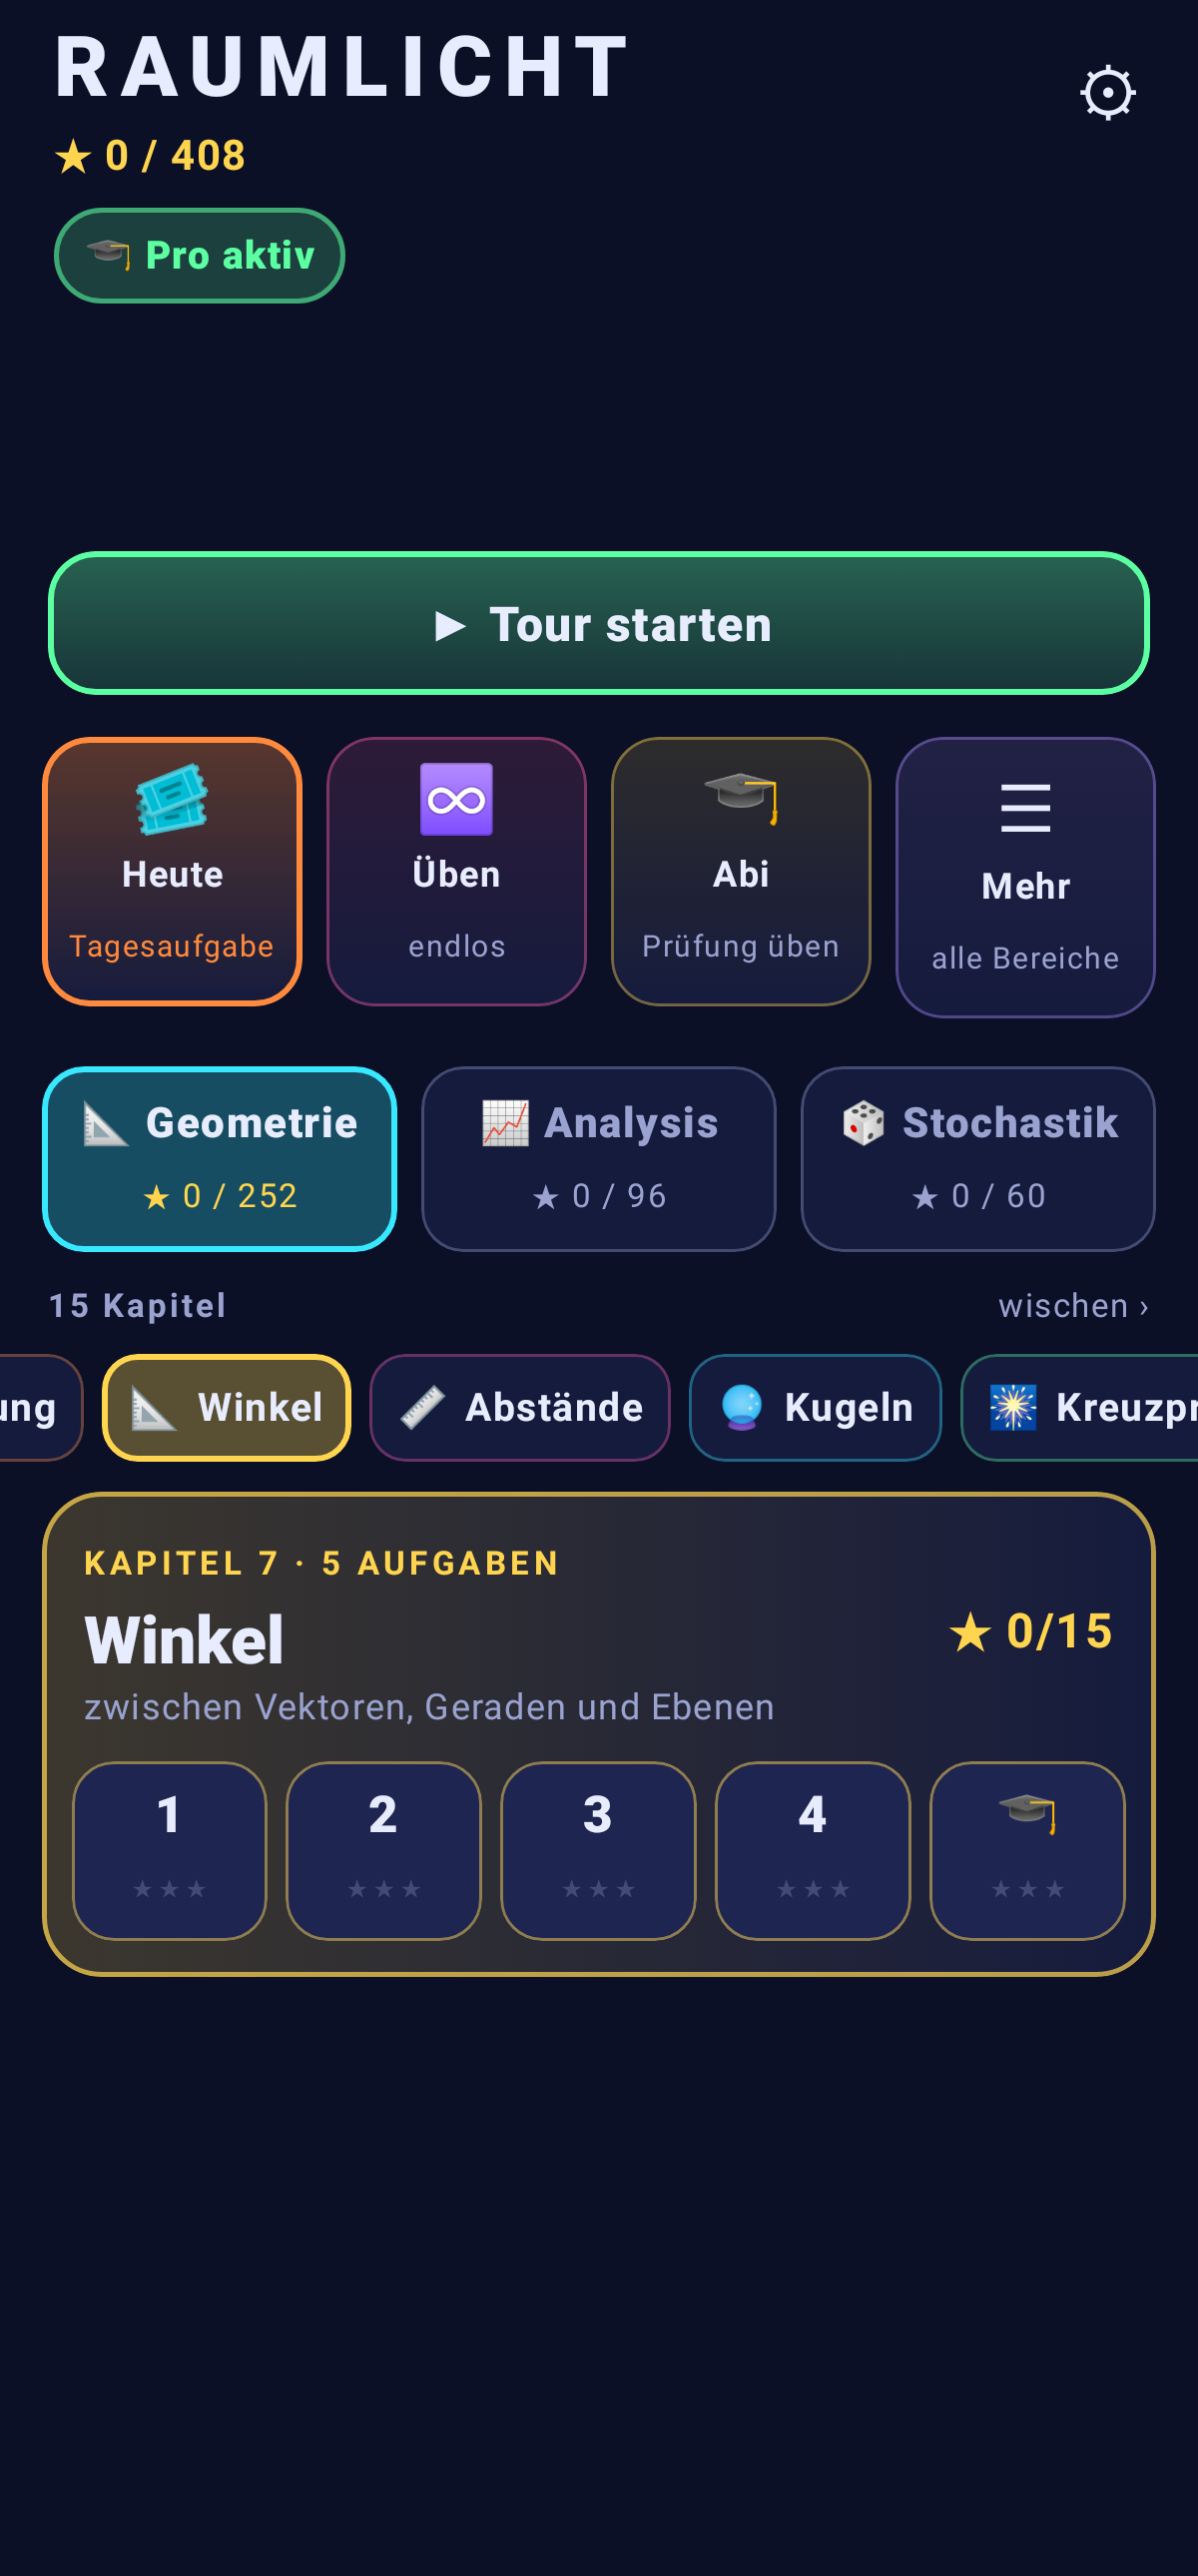 RAUMLICHT
★ 0 / 408
Pro aktiv
► Tour starten
Heute
Tagesaufgabe
Üben
endlos
Abi
Prüfung üben
Mehr
alle Bereiche
Geometrie
★ 0 / 252
Analysis
★ 0 / 96
Stochastik
★ 0 / 60
15 Kapitel
wischen ›
ung
Winkel
Abstände
Kugeln
Kreuzpr
KAPITEL 7 · 5 AUFGABEN
Winkel
★ 0/15
zwischen Vektoren, Geraden und Ebenen
1
2
3
4
★★★
★★★
★★★
★★★
★★★